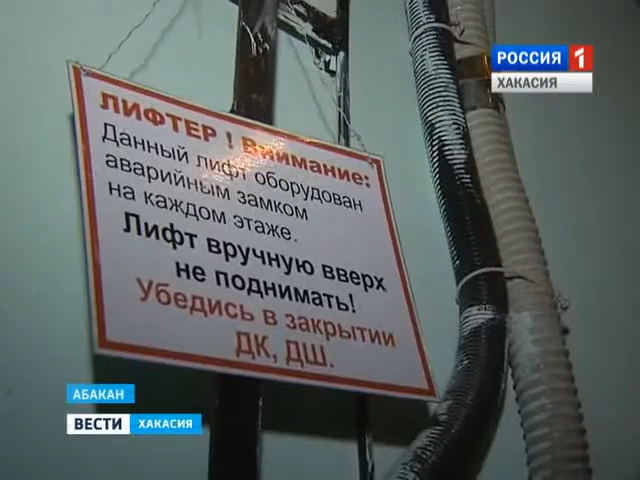 РОССИЯ 1
ХАКАСИЯ
ЛИФТЕР ! Внимание:
Данный лифт оборудован
аварийным замком
на каждом этаже.
Лифт вручную вверх
не поднимать!
Убедись в закрытии
ДК, ДШ.
АБАКАН
ВЕСТИ ХАКАСИЯ